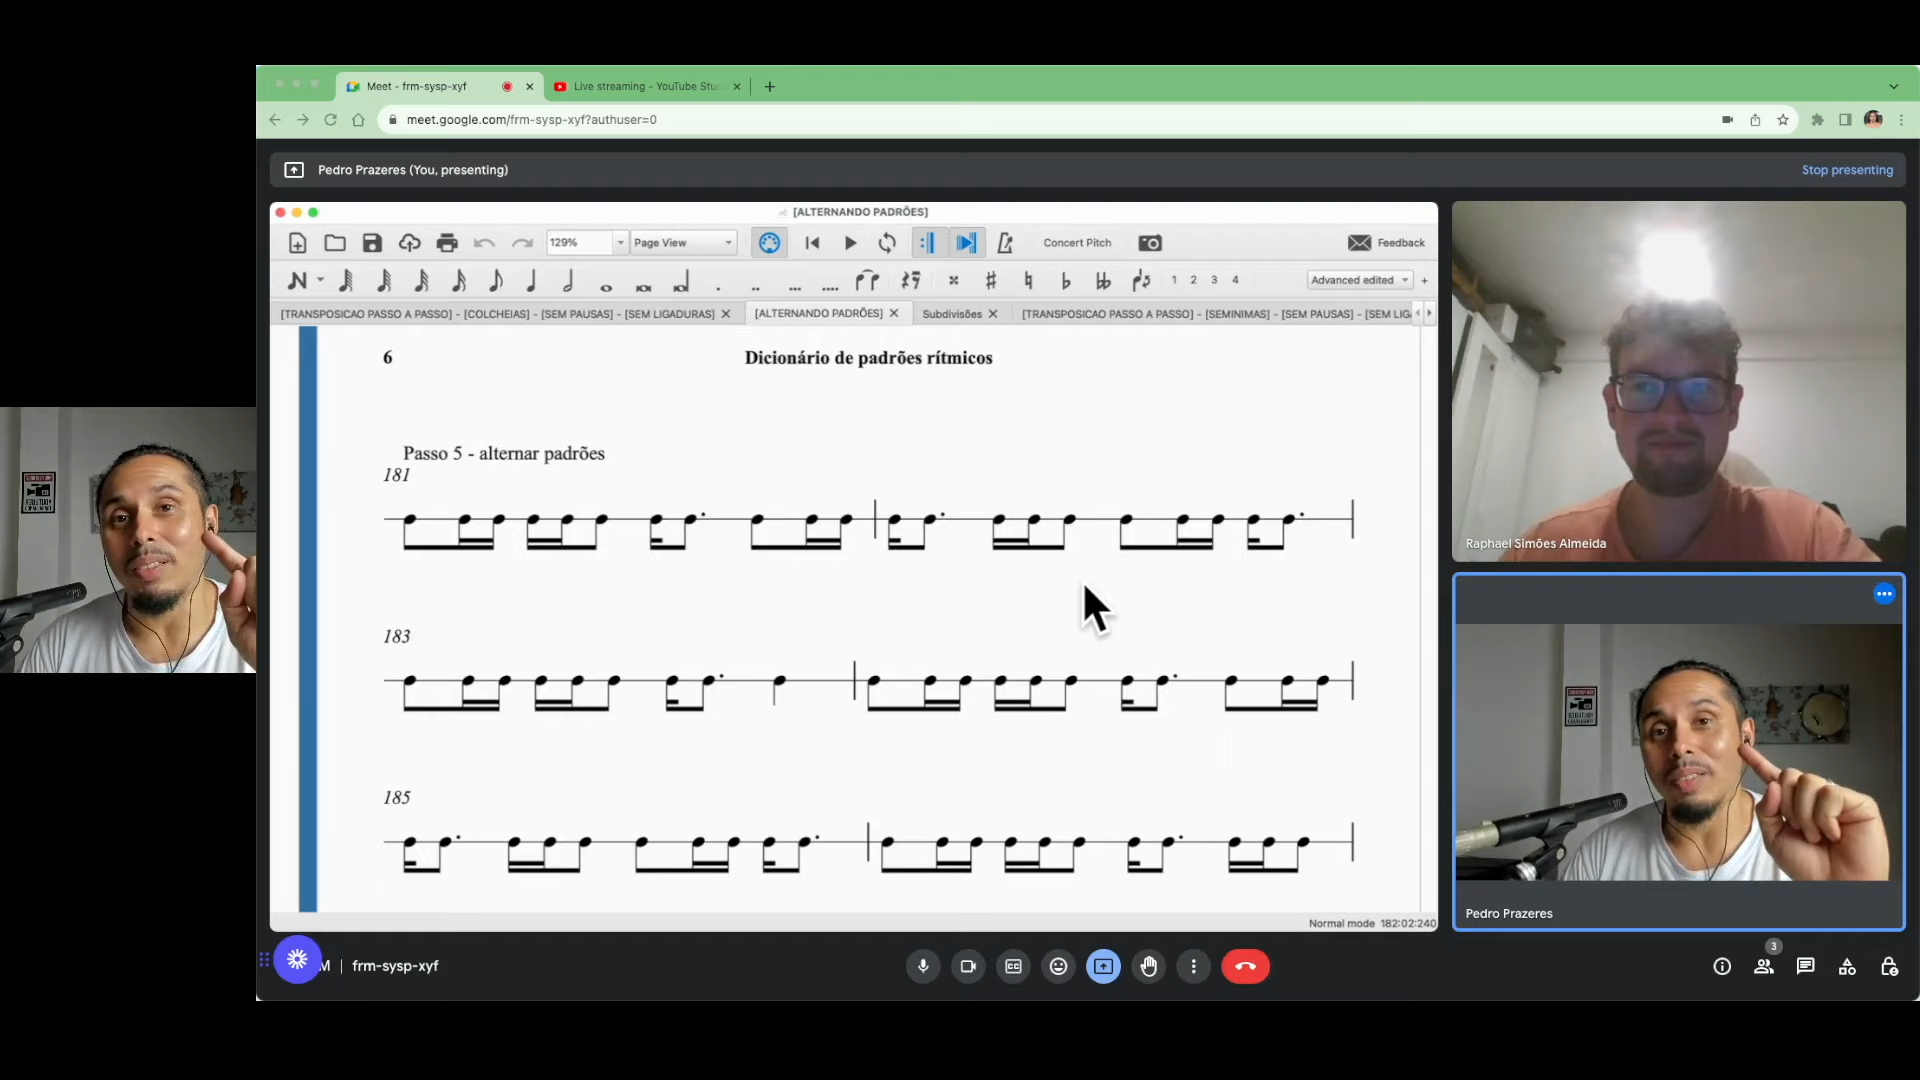 Meet - frm-sysp-xyf
Live streaming - YouTube Stu
meet.google.com/frm-sysp-xyf?authuser=0
Pedro Prazeres (You, presenting)
Stop presenting
[ALTERNANDO PADRÕES]
129%
Page View
Concert Pitch
Feedback
1 2 3 4
Advanced edited
[TRANSPOSICAO PASSO A PASSO] - [COLCHEIAS] - [SEM PAUSAS] - [SEM LIGADURAS]
[ALTERNANDO PADRÕES]
Subdivisões
[TRANSPOSICAO PASSO A PASSO] - [SEMINIMAS] - [SEM PAUSAS] - [SEM LIGA
6
Dicionário de padrões rítmicos
Passo 5 - alternar padrões
181
183
185
Normal mode 182:02:240
Raphael Simões Almeida
Pedro Prazeres
M | frm-sysp-xyf
3